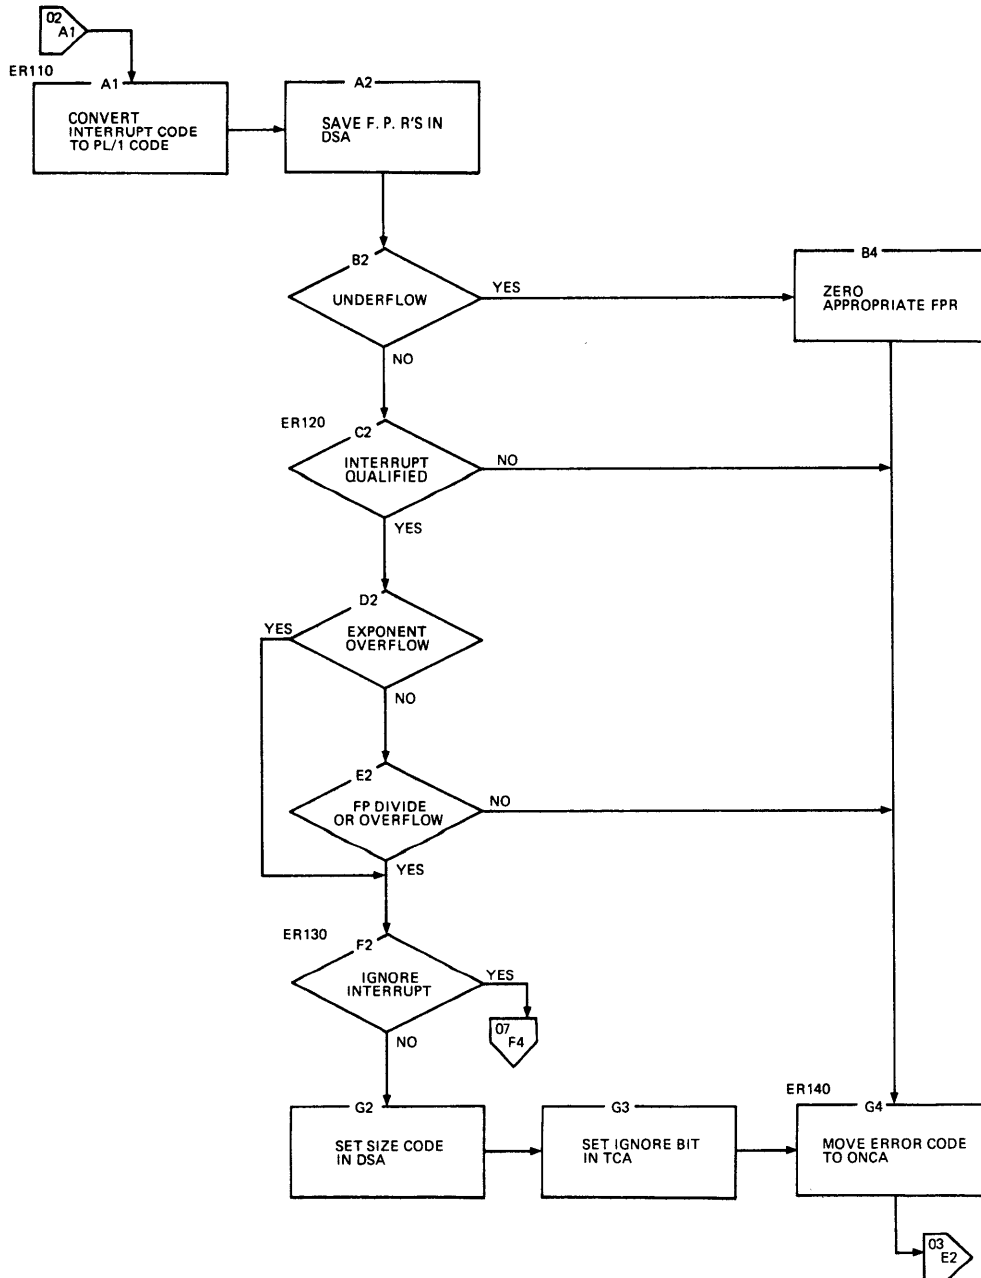 02
A1
ER110
A1
CONVERT
INTERRUPT CODE
TO PL/1 CODE
A2
SAVE F. P. R'S IN
DSA
B2
UNDERFLOW
YES
NO
B4
ZERO
APPROPRIATE FPR
ER120
C2
INTERRUPT
QUALIFIED
NO
YES
D2
YES
EXPONENT
OVERFLOW
NO
E2
FP DIVIDE
OR OVERFLOW
NO
YES
ER130
F2
IGNORE
INTERRUPT
YES
07
F4
NO
G2
SET SIZE CODE
IN DSA
G3
SET IGNORE BIT
IN TCA
ER140
G4
MOVE ERROR CODE
TO ONCA
03
E2